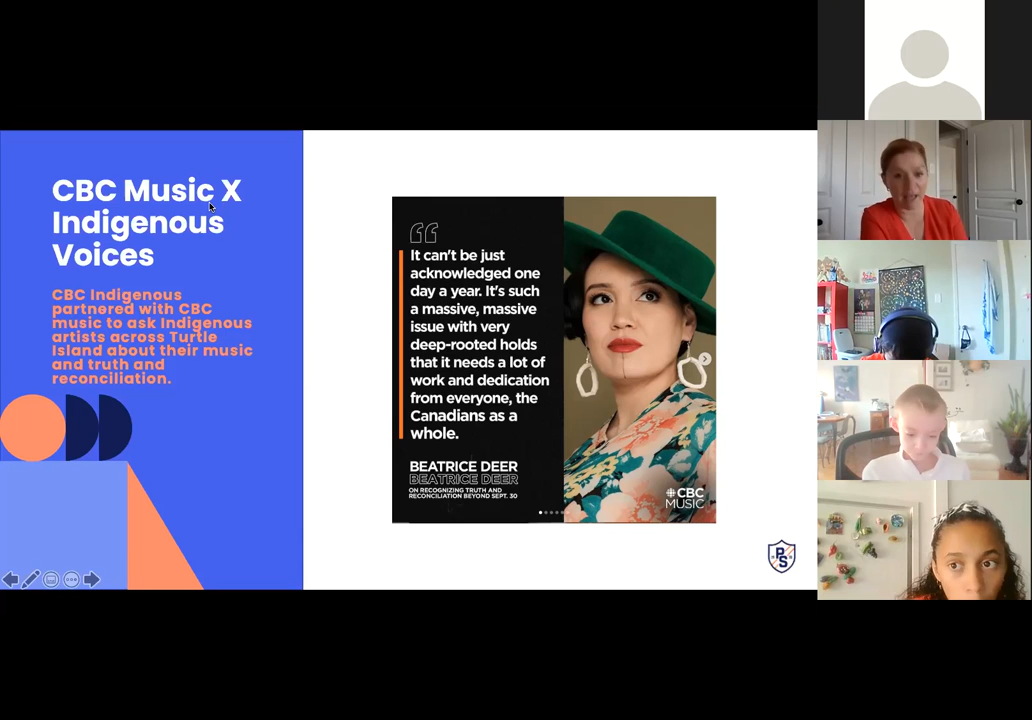 CBC Music X
Indigenous
Voices
CBC Indigenous
partnered with CBC
music to ask Indigenous
artists across Turtle
Island about their music
and truth and
reconciliation.
It can't be just
acknowledged one
day a year. It's such
a massive, massive
issue with very
deep-rooted holds
that it needs a lot of
work and dedication
from everyone, the
Canadians as a
whole.
BEATRICE DEER
BEATRICE DEER
ON RECOGNIZING TRUTH AND
RECONCILIATION BEYOND SEPT. 30
CBC
MUSIC
PS